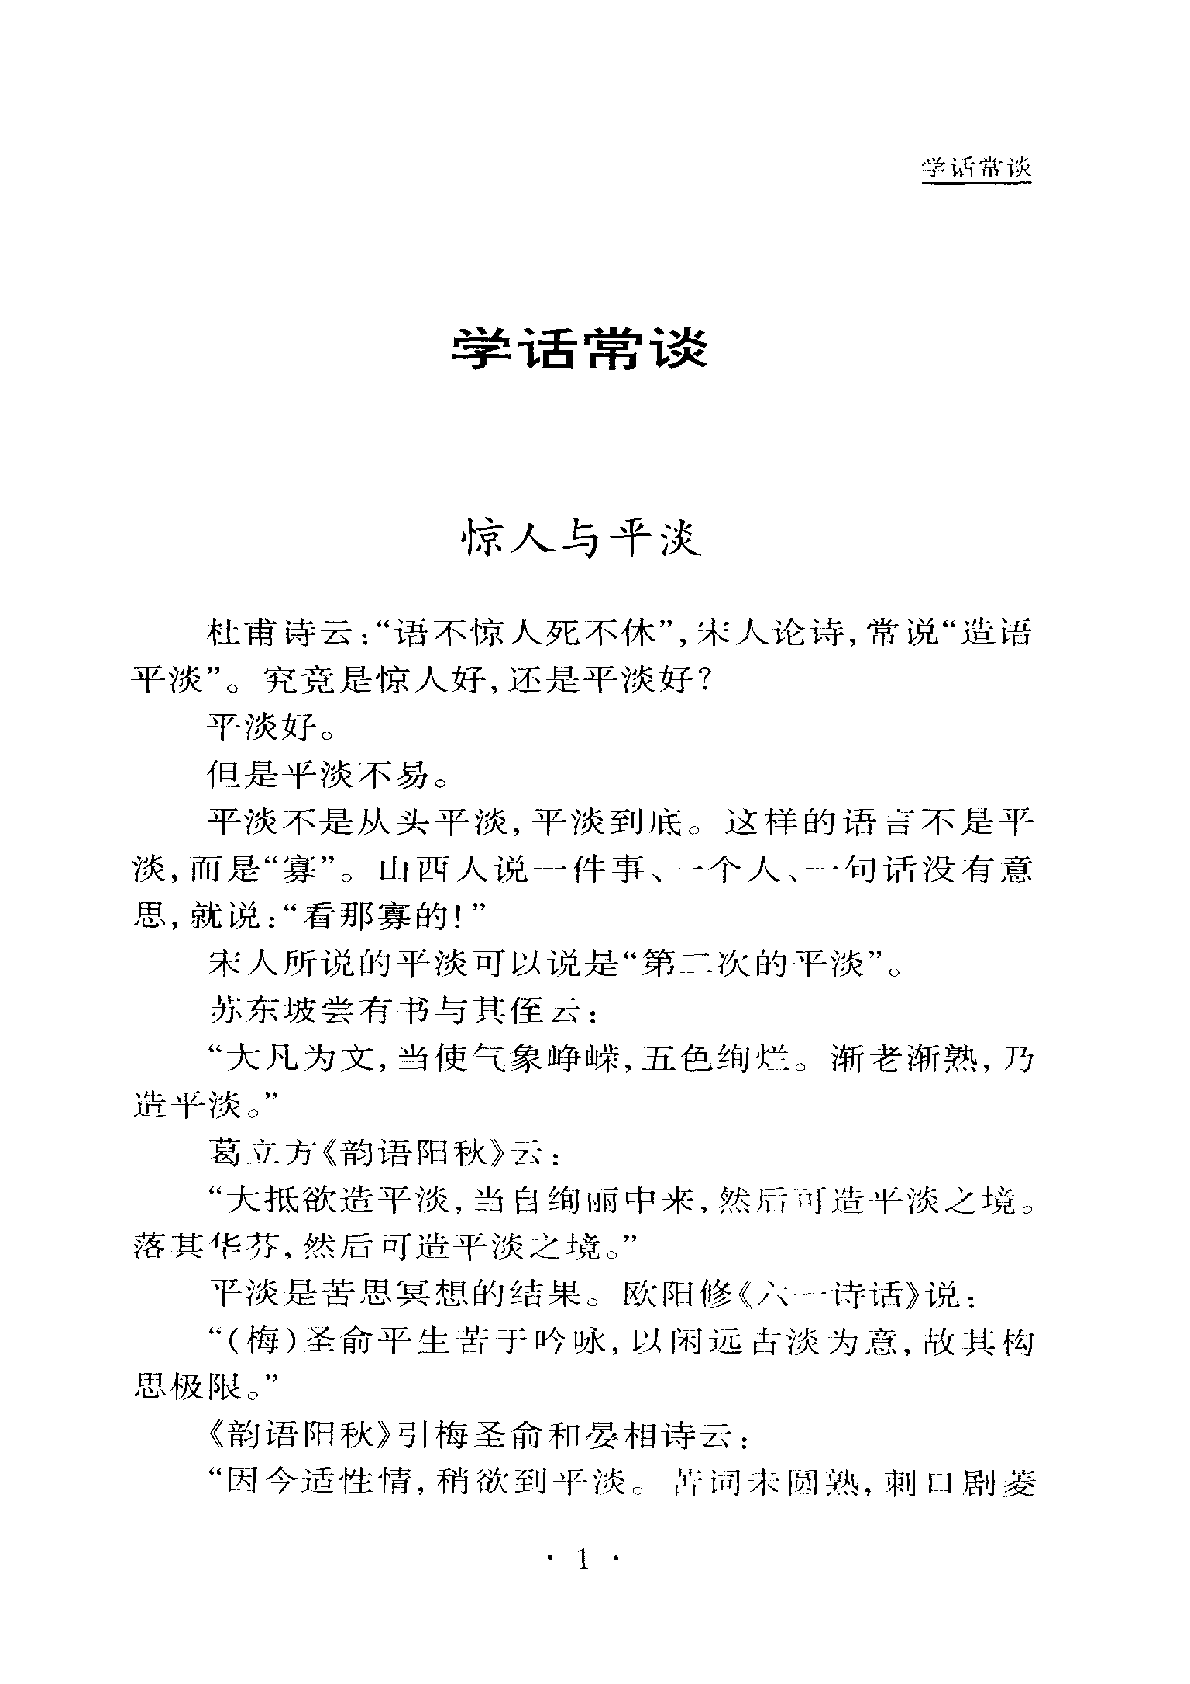 学话常谈
学话常谈
惊人与平淡
杜甫诗云:“语不惊人死不休”,宋人论诗,常说“造语
平淡”。究竟是惊人好,还是平淡好?
平淡好。
但是平淡不易。
平淡不是从头平淡,平淡到底。这样的语言不是平
淡,而是“寡”。山西人说一件事、一个人、一句话没有意
思,就说:“看那寡的!”
宋人所说的平淡可以说是“第二次的平淡”。
苏东坡尝有书与其侄云:
“大凡为文,当使气象峥嵘,五色绚烂。渐老渐熟,乃
造平淡。”
葛立方《韵语阳秋》云:
“大抵欲造平淡,当自绚丽中来,然后可造平淡之境。
落其华芬,然后可造平淡之境。”
平淡是苦思冥想的结果。欧阳修《六一诗话》说:
“(梅)圣俞平生苦于吟咏,以闲远古淡为意,故其构
思极限。”
《韵语阳秋》引梅圣俞和晏相诗云:
“因今适性情,稍欲到平淡。苦词未圆熟,刺口剧菱
· 1 ·